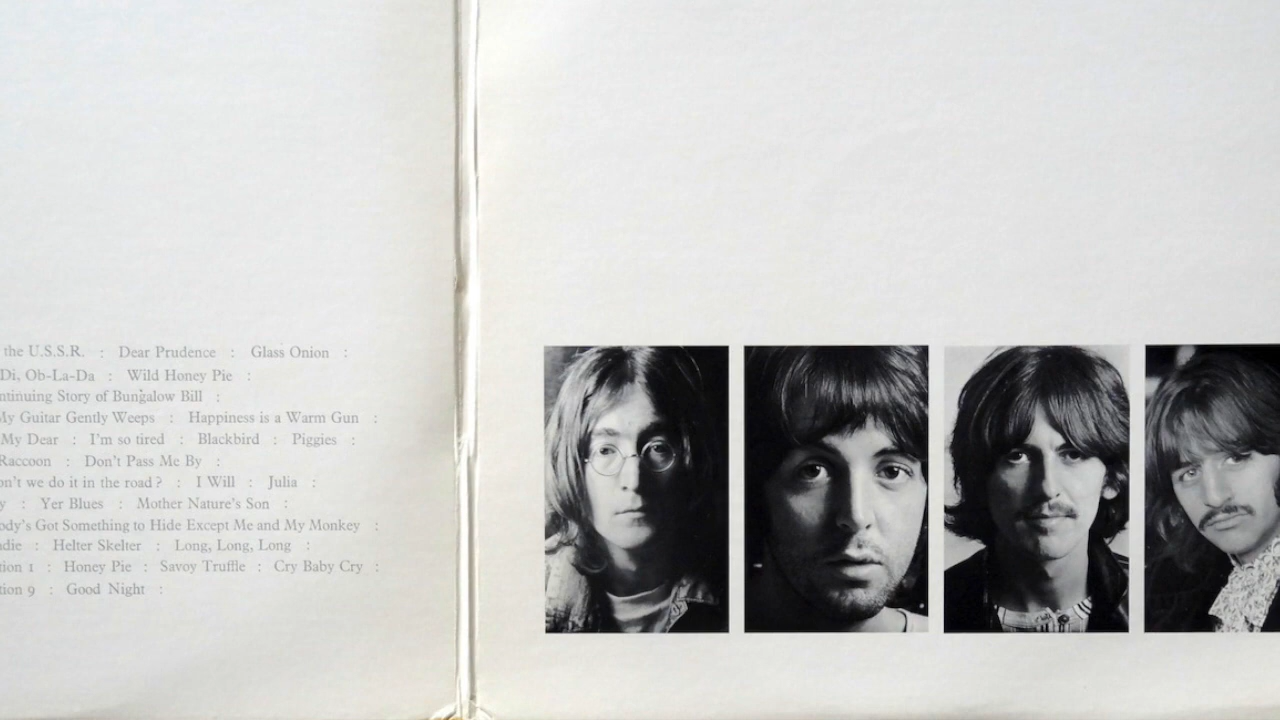 the U.S.S.R. : Dear Prudence : Glass Onion :
Di, Ob-La-Da : Wild Honey Pie :
ntinuing Story of Bungalow Bill :
My Guitar Gently Weeps : Happiness is a Warm Gun :
My Dear : I'm so tired : Blackbird : Piggies :
Raccoon : Don't Pass Me By :
on't we do it in the road? : I Will : Julia :
y : Yer Blues : Mother Nature's Son :
ody's Got Something to Hide Except Me and My Monkey :
adie : Helter Skelter : Long, Long, Long :
tion 1 : Honey Pie : Savoy Truffle : Cry Baby Cry :
tion 9 : Good Night :